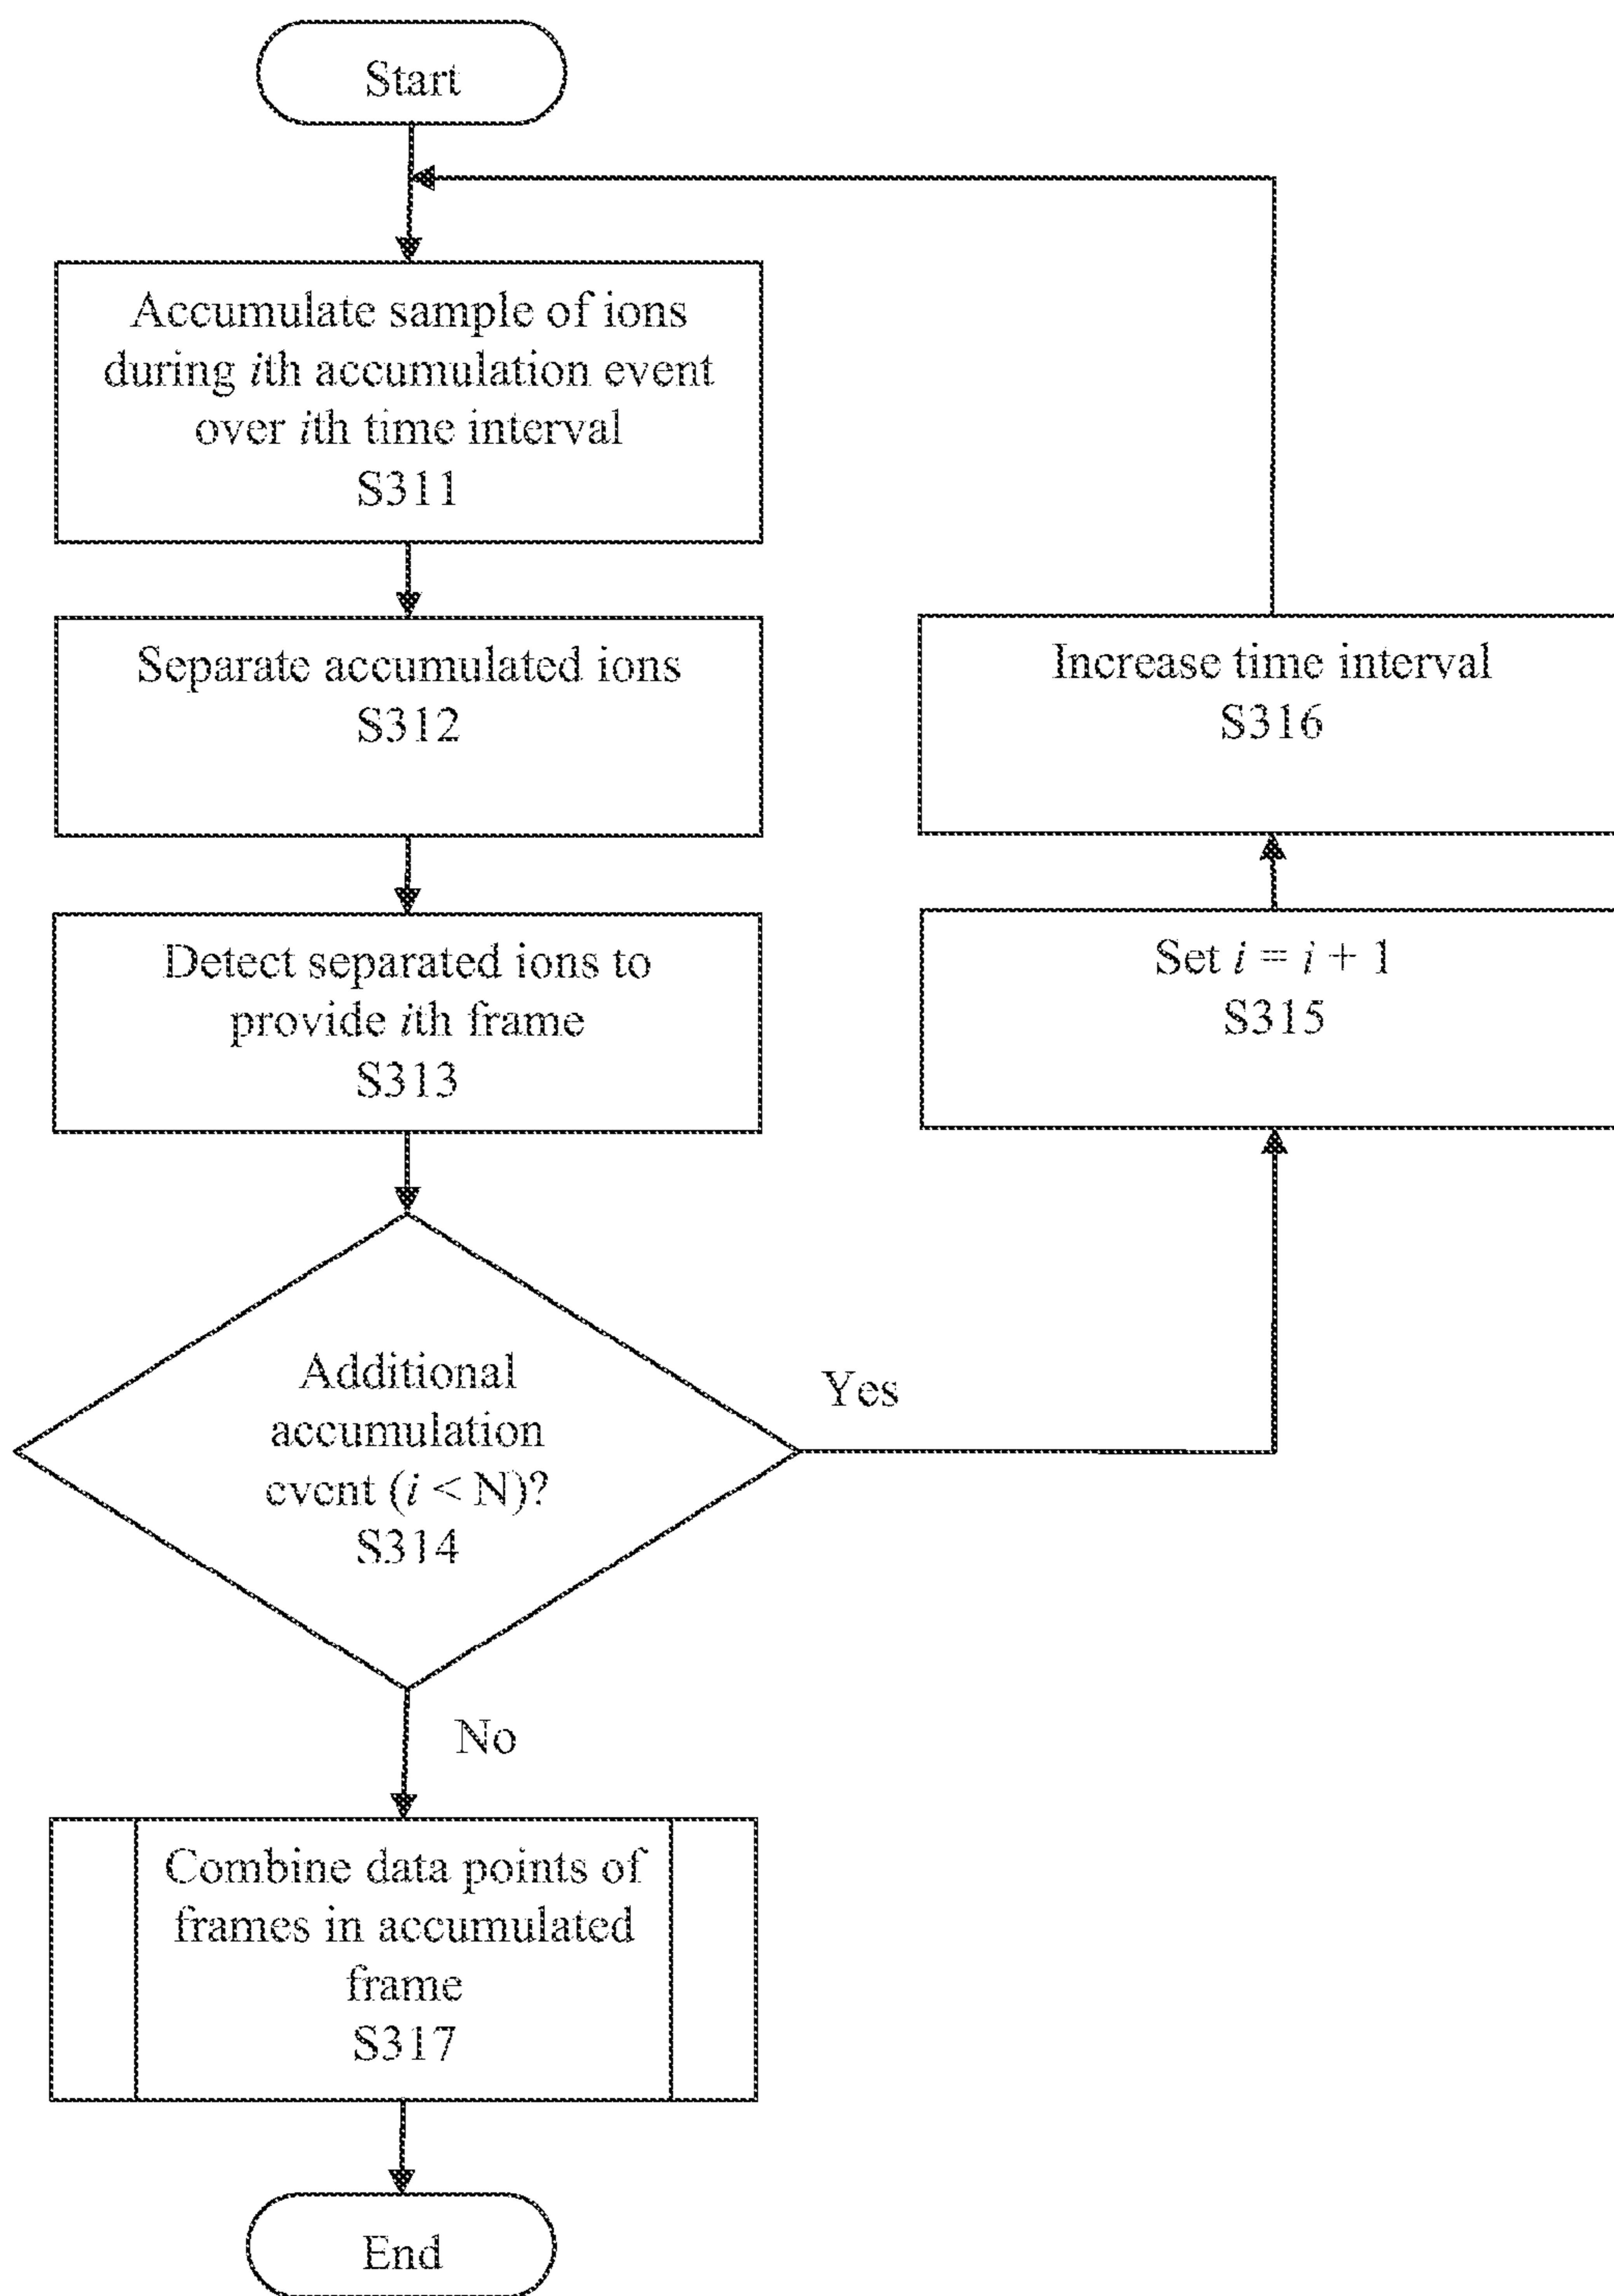 Start
Accumulate sample of ions
during ith accumulation event
over ith time interval
S311
Separate accumulated ions
S312
Increase time interval
S316
Detect separated ions to
provide ith frame
S313
Set i = i + 1
S315
Additional
accumulation
event (i < N)?
S314
Yes
No
Combine data points of
frames in accumulated
frame
S317
End